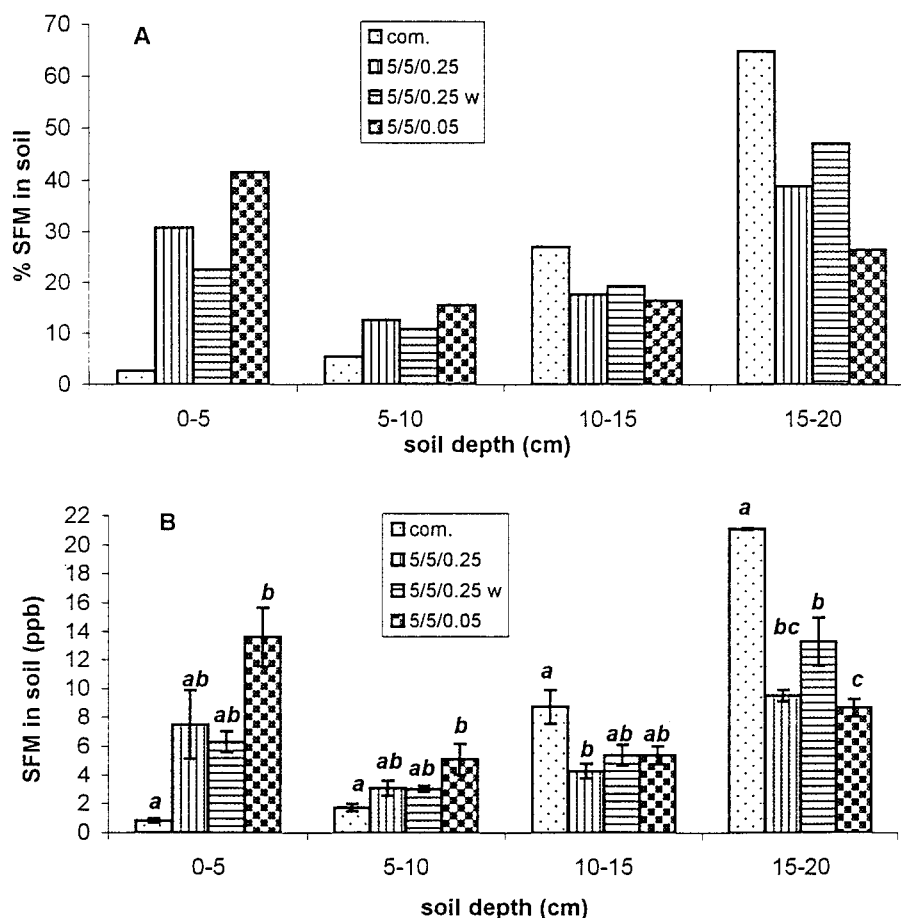 A
com.
5/5/0.25
5/5/0.25 w
5/5/0.05
% SFM in soil
70
60
50
40
30
20
10
0
0-5 5-10 10-15 15-20
soil depth (cm)
B
com.
5/5/0.25
5/5/0.25 w
5/5/0.05
SFM in soil (ppb)
22
20
18
16
14
12
10
8
6
4
2
0
a ab ab b
a ab ab b
a b ab ab
a bc b c
0-5 5-10 10-15 15-20
soil depth (cm)